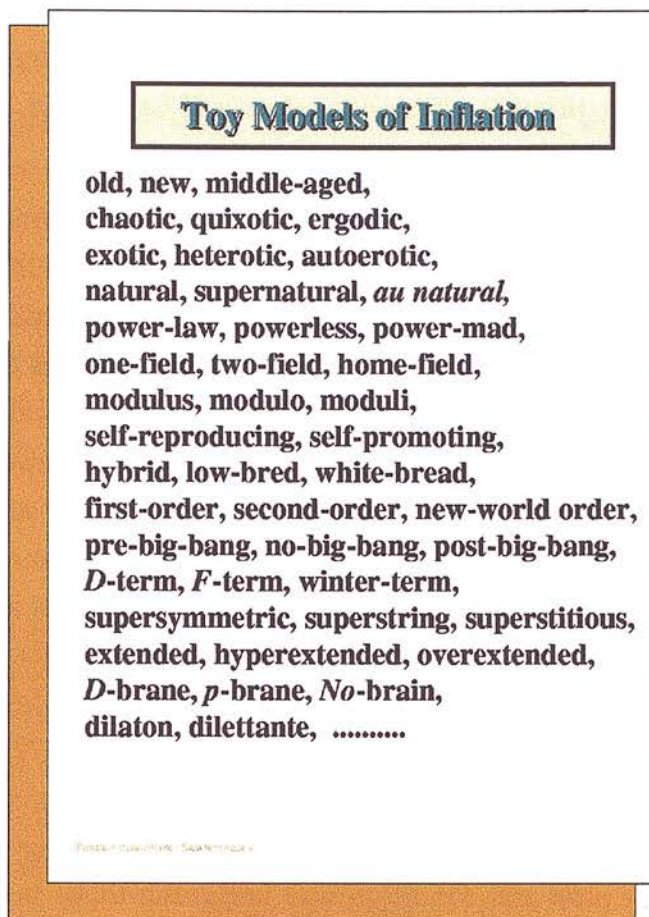 Toy Models of Inflation
old, new, middle-aged,
chaotic, quixotic, ergodic,
exotic, heterotic, autoerotic,
natural, supernatural, au natural,
power-law, powerless, power-mad,
one-field, two-field, home-field,
modulus, modulo, moduli,
self-reproducing, self-promoting,
hybrid, low-bred, white-bread,
first-order, second-order, new-world order,
pre-big-bang, no-big-bang, post-big-bang,
D-term, F-term, winter-term,
supersymmetric, superstring, superstitious,
extended, hyperextended, overextended,
D-brane, p-brane, No-brain,
dilaton, dilettante, ..........